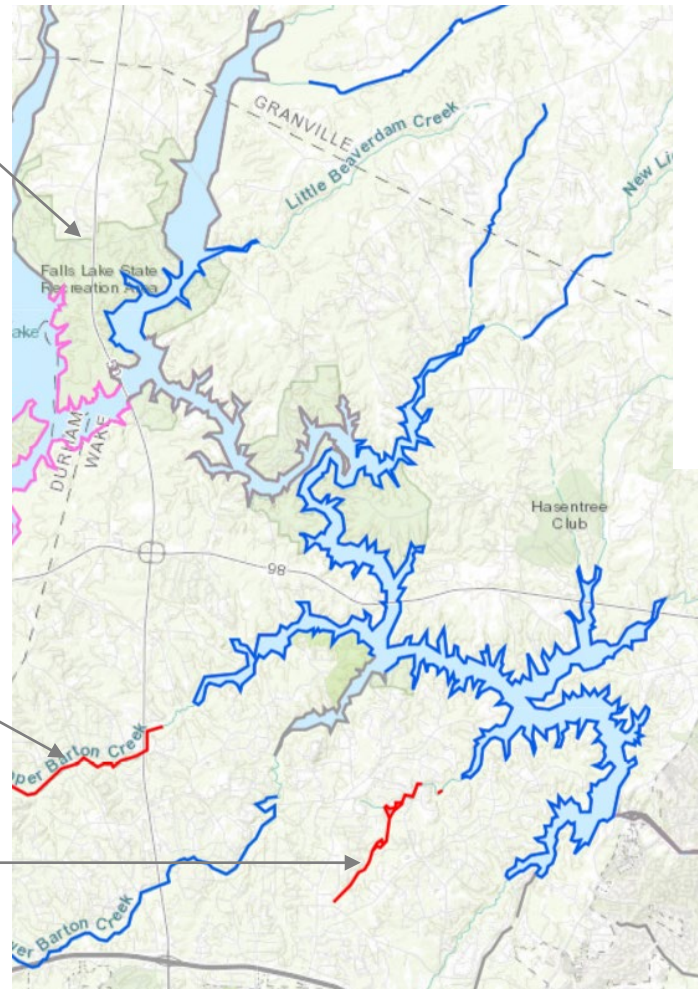 GRANVILLE
Little Beaverdam Creek
New Li
Falls Lake State
Recreation Area
ake
DURHAM
WAKE
Hasentree
Club
98
per Barton Creek
wer Barton Creek